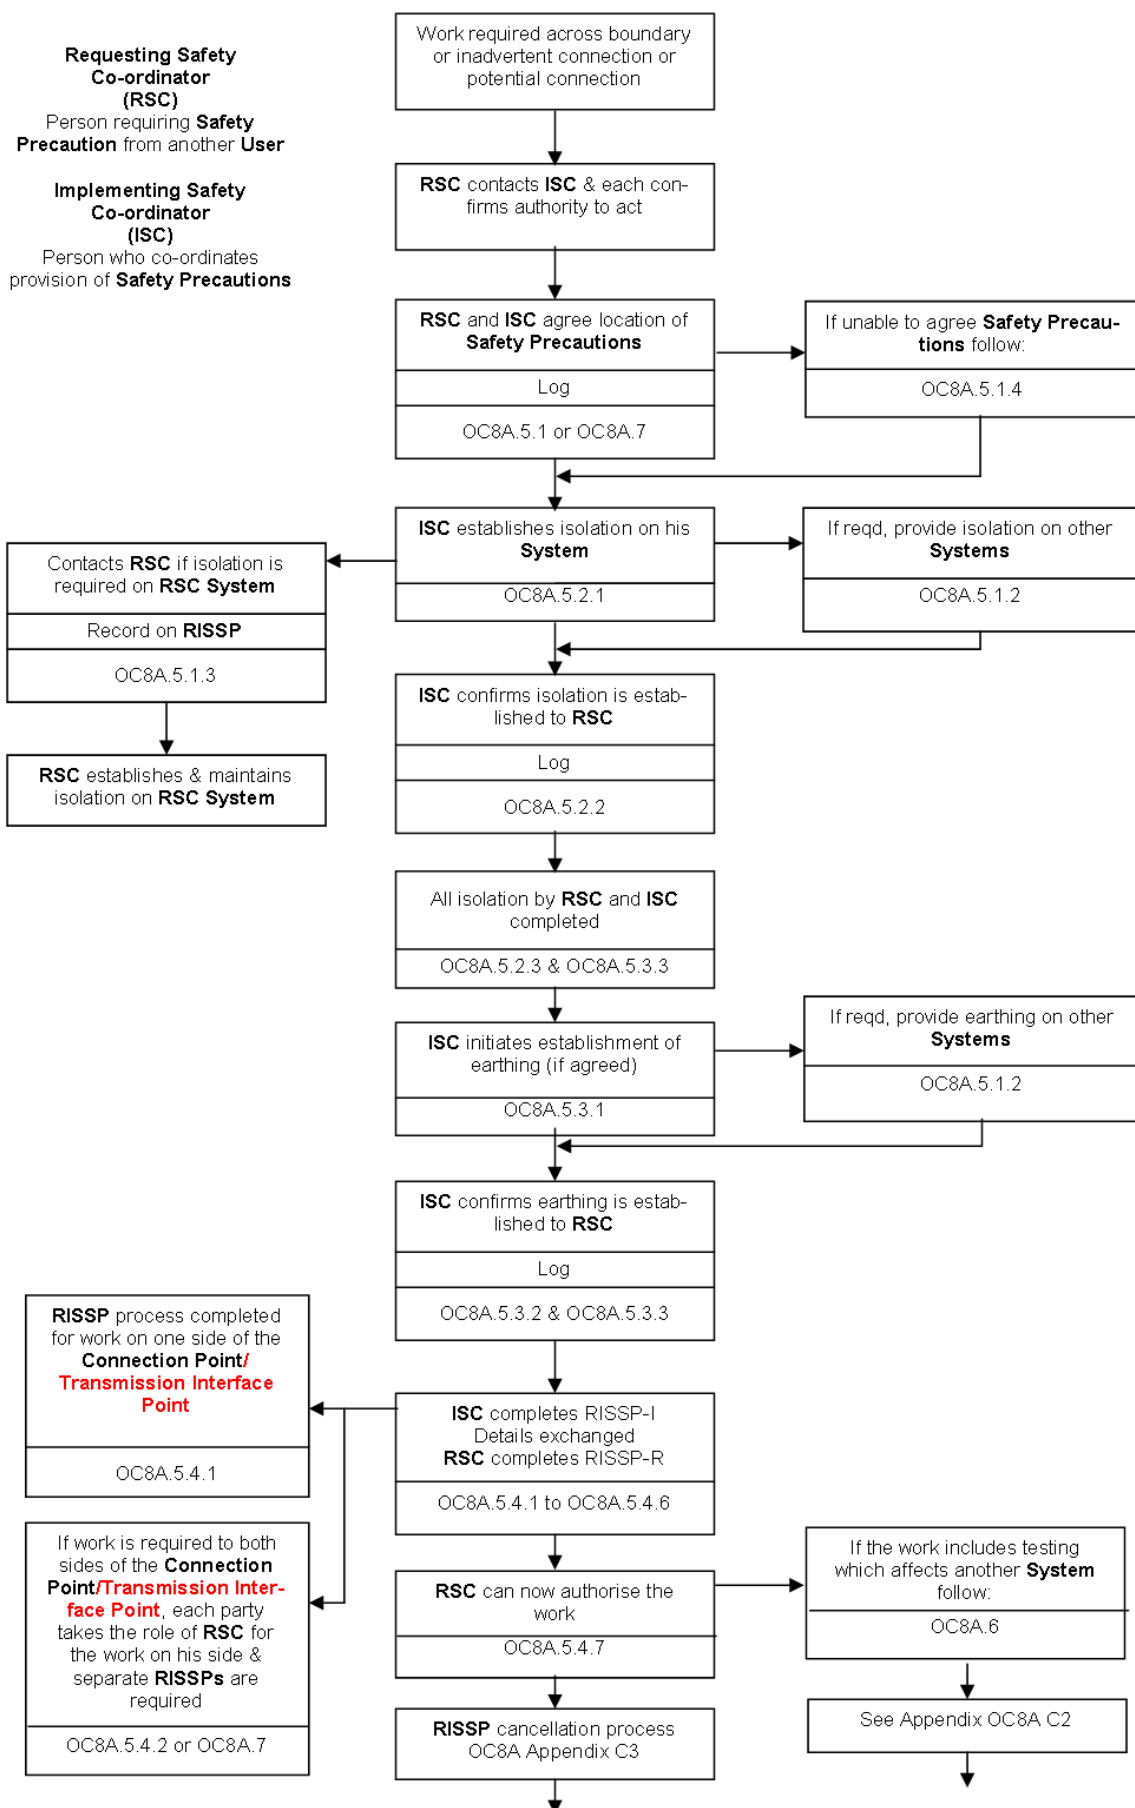 Requesting Safety
Co-ordinator
(RSC)
Person requiring Safety
Precaution from another User
Implementing Safety
Co-ordinator
(ISC)
Person who co-ordinates
provision of Safety Precautions
Work required across boundary
or inadvertent connection or
potential connection
RSC contacts ISC & each con-
firms authority to act
RSC and ISC agree location of
Safety Precautions
Log
OC8A.5.1 or OC8A.7
If unable to agree Safety Precau-
tions follow:
OC8A.5.1.4
ISC establishes isolation on his
System
OC8A.5.2.1
If reqd, provide isolation on other
Systems
OC8A.5.1.2
Contacts RSC if isolation is
required on RSC System
Record on RISSP
OC8A.5.1.3
RSC establishes & maintains
isolation on RSC System
ISC confirms isolation is estab-
lished to RSC
Log
OC8A.5.2.2
All isolation by RSC and ISC
completed
OC8A.5.2.3 & OC8A.5.3.3
ISC initiates establishment of
earthing (if agreed)
OC8A.5.3.1
If reqd, provide earthing on other
Systems
OC8A.5.1.2
ISC confirms earthing is estab-
lished to RSC
Log
OC8A.5.3.2 & OC8A.5.3.3
RISSP process completed
for work on one side of the
Connection Point/
Transmission Interface
Point
OC8A.5.4.1
ISC completes RISSP-I
Details exchanged
RSC completes RISSP-R
OC8A.5.4.1 to OC8A.5.4.6
If work is required to both
sides of the Connection
Point/Transmission Inter-
face Point, each party
takes the role of RSC for
the work on his side &
separate RISSPs are
required
OC8A.5.4.2 or OC8A.7
RSC can now authorise the
work
OC8A.5.4.7
If the work includes testing
which affects another System
follow:
OC8A.6
See Appendix OC8A C2
RISSP cancellation process
OC8A Appendix C3